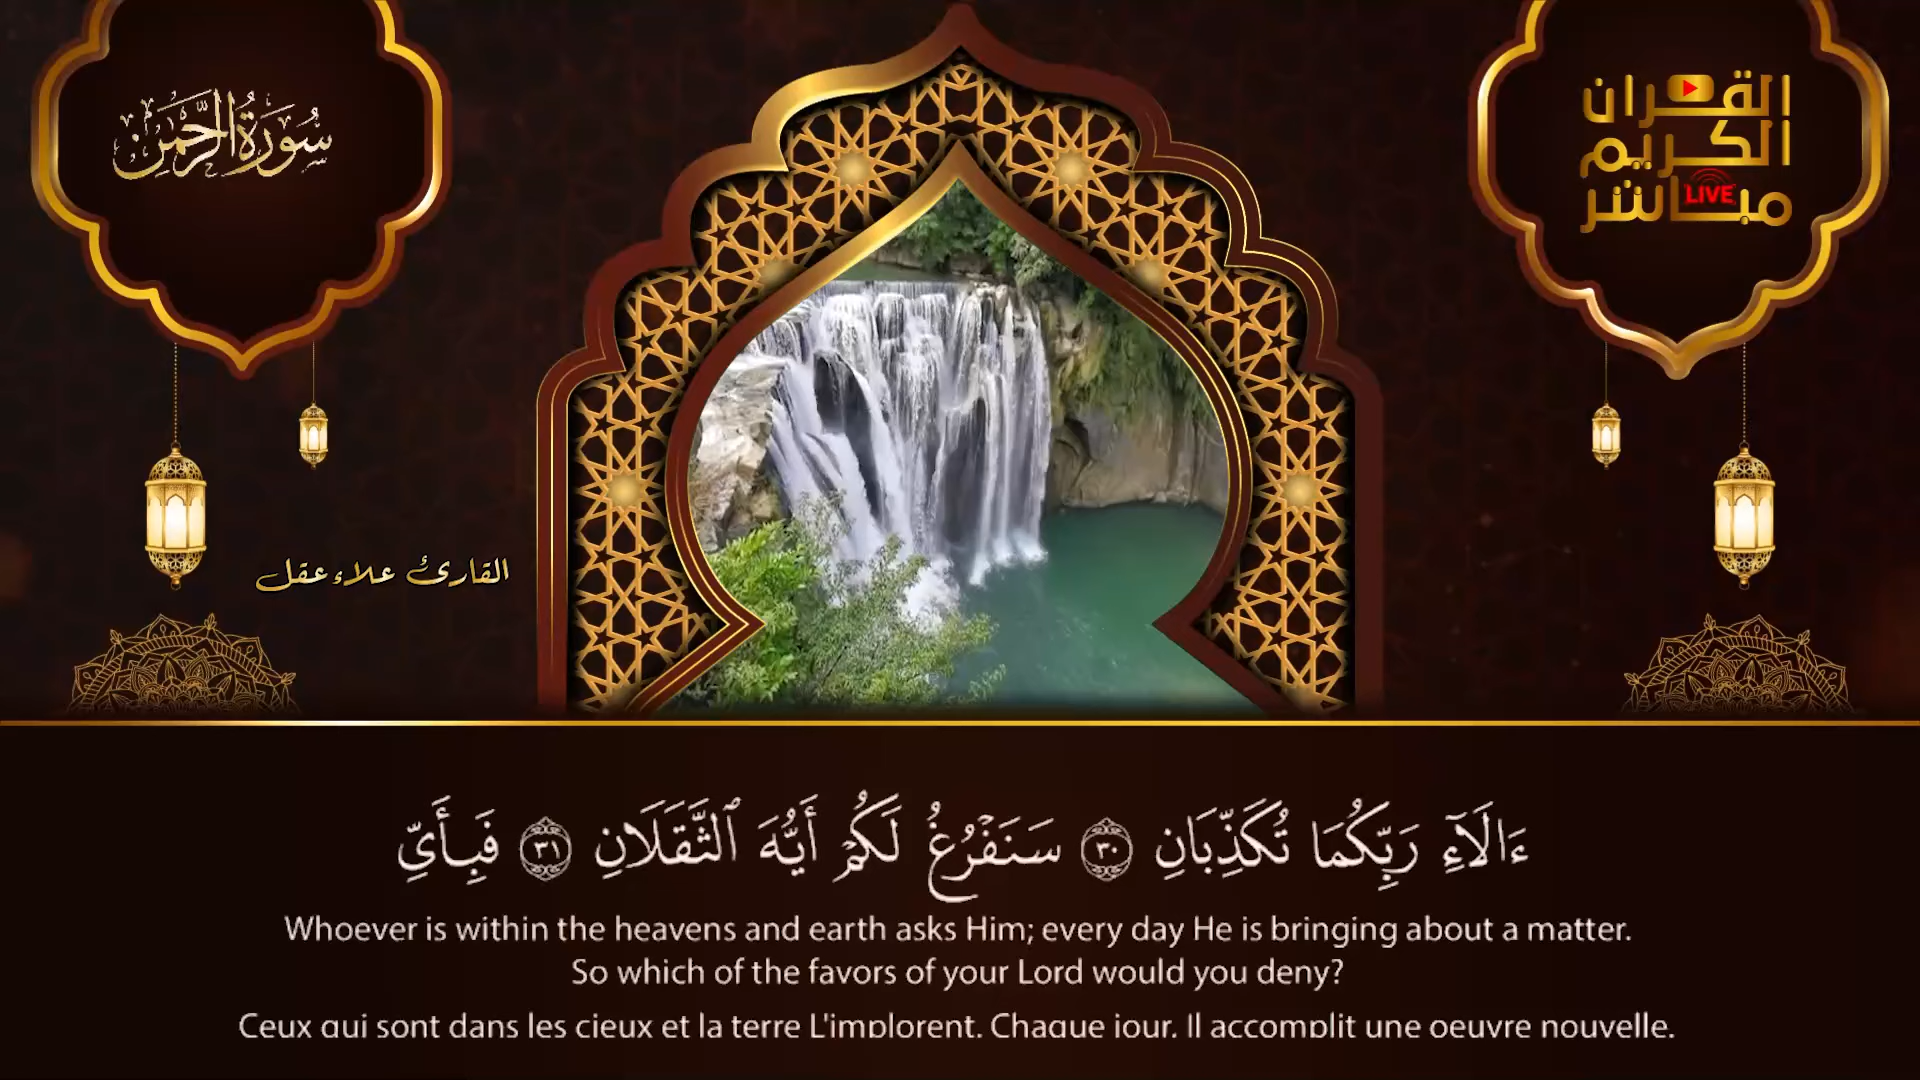 سُورَةُ الرَّحْمَٰن
القرآن
الكريم
مباشر
LIVE
القارئ علاء عقل
ءَالَآءِ رَبِّكُمَا تُكَذِّبَانِ ٣٠ سَنَفْرُغُ لَكُمْ أَيُّهَ ٱلثَّقَلَانِ ٣١ فَبِأَىِّ
Whoever is within the heavens and earth asks Him; every day He is bringing about a matter.
So which of the favors of your Lord would you deny?
Ceux qui sont dans les cieux et la terre L'implorent. Chaque jour, Il accomplit une oeuvre nouvelle.